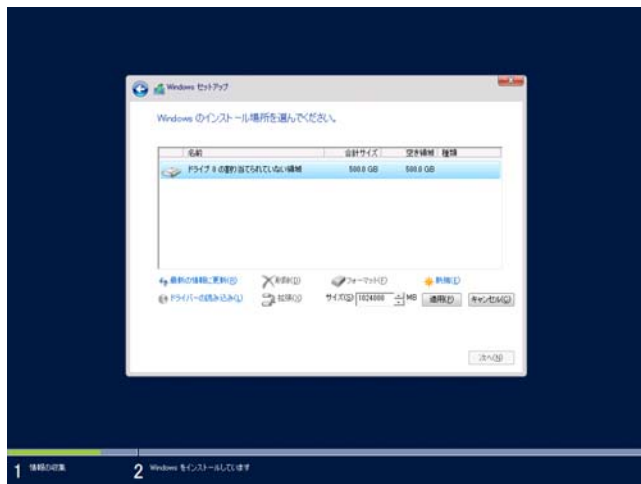 Windows セットアップ
Windows のインストール場所を選んでください。
名前 合計サイズ 空き領域 種類
ドライブ 0 の割り当てられていない領域 500.0 GB 500.0 GB
最新の情報に更新(R) 削除(D) フォーマット(F) 新規(E)
ドライバーの読み込み(L) 拡張(X) サイズ(S) 1024000 MB 適用(P) キャンセル(C)
次へ(N)
1 情報の収集 2 Windows をインストールしています